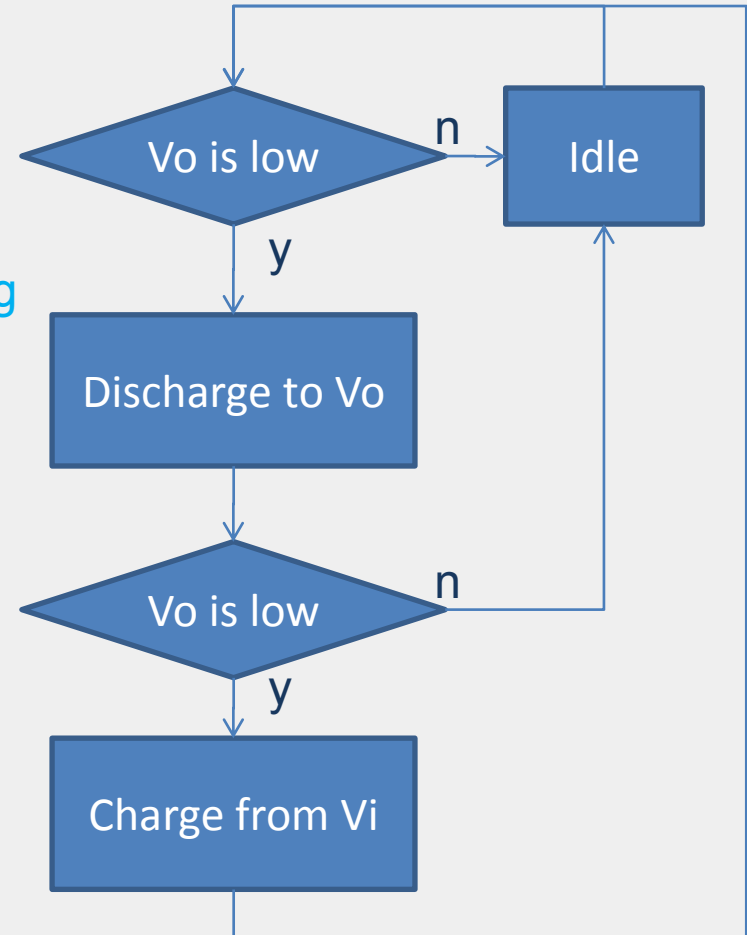 Vo is low
n
Idle
y
g
Discharge to Vo
Vo is low
n
y
Charge from Vi